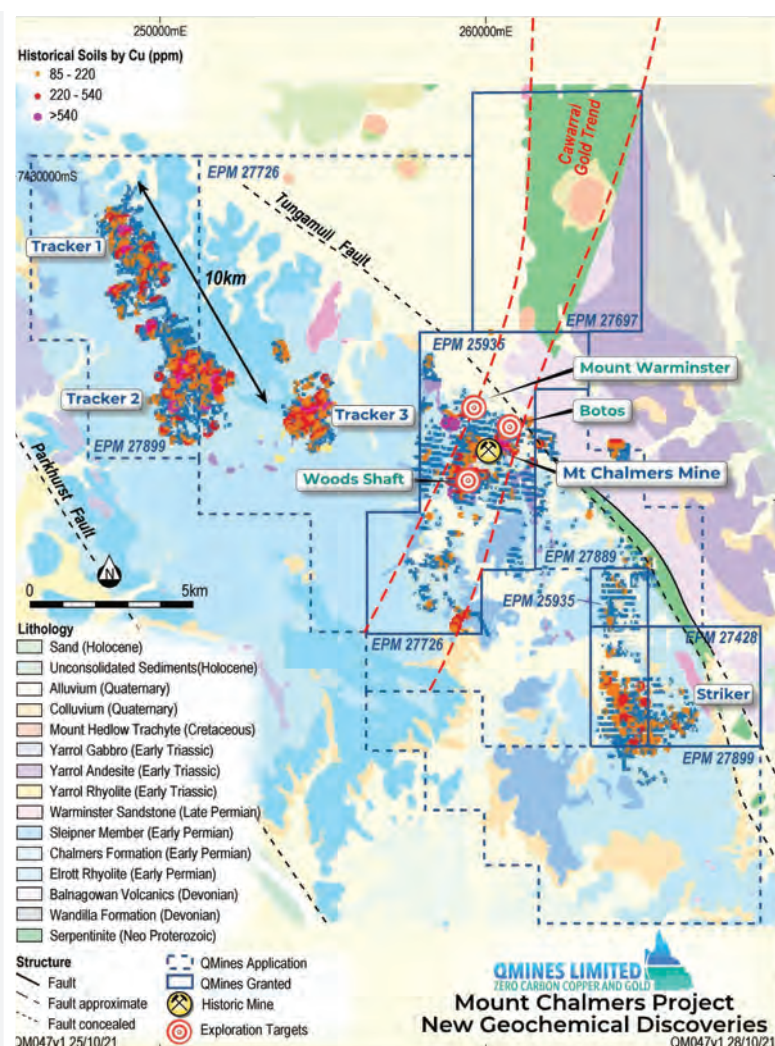 250000mE
260000mE
Historical Soils by Cu (ppm)
85 - 220
220 - 540
>540
7430000mS
EPM 27726
Tungamull Fault
Cawarral
Gold Trend
Tracker 1
10km
EPM 27697
EPM 25935
Mount Warminster
Tracker 2
Tracker 3
Botos
EPM 27899
Woods Shaft
Mt Chalmers Mine
Parkhurst Fault
N
EPM 27889
0
5km
EPM 25935
EPM 27726
EPM 27428
Striker
EPM 27899
Lithology
Sand (Holocene)
Unconsolidated Sediments(Holocene)
Alluvium (Quaternary)
Colluvium (Quaternary)
Mount Hedlow Trachyte (Cretaceous)
Yarrol Gabbro (Early Triassic)
Yarrol Andesite (Early Triassic)
Yarrol Rhyolite (Early Triassic)
Warminster Sandstone (Late Permian)
Sleipner Member (Early Permian)
Chalmers Formation (Early Permian)
Elrott Rhyolite (Early Permian)
Balnagowan Volcanics (Devonian)
Wandilla Formation (Devonian)
Serpentinite (Neo Proterozoic)
Structure
Fault
Fault approximate
Fault concealed
QMines Application
QMines Granted
Historic Mine
Exploration Targets
QMINES LIMITED
ZERO CARBON COPPER AND GOLD
Mount Chalmers Project
New Geochemical Discoveries
QM047v1 25/10/21
QM047v1 28/10/21